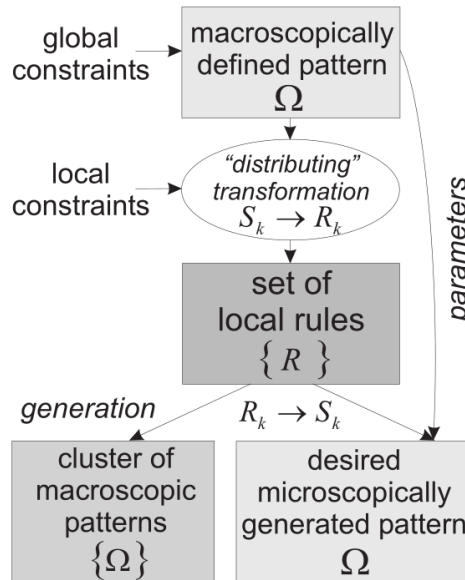 global
constraints
macroscopically
defined pattern
Ω
local
constraints
“distributing”
transformation
S_k → R_k
parameters
set of
local rules
{ R }
generation
R_k → S_k
cluster of
macroscopic
patterns
{Ω}
desired
microscopically
generated pattern
Ω